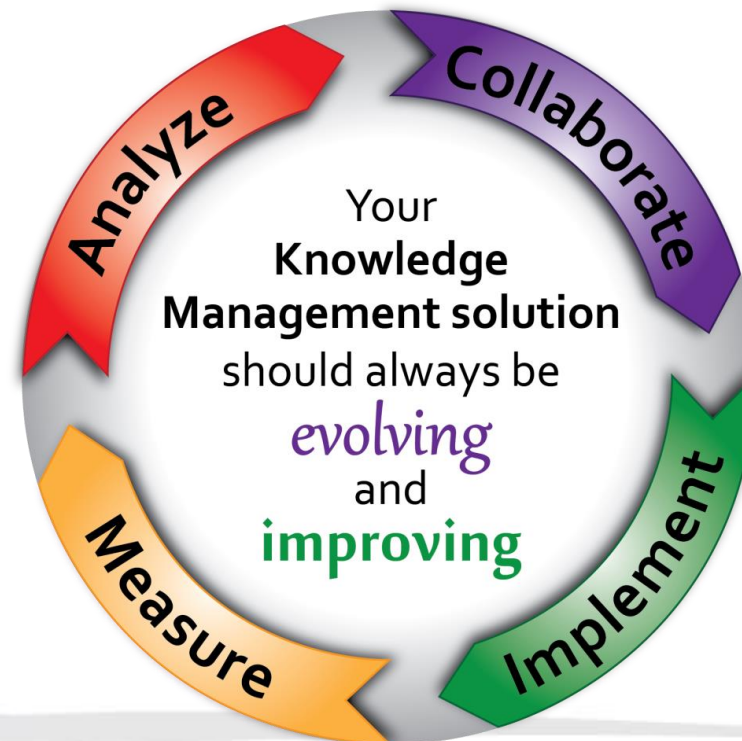 Analyze
Collaborate
Your
Knowledge
Management solution
should always be
evolving
and
improving
Measure
Implement